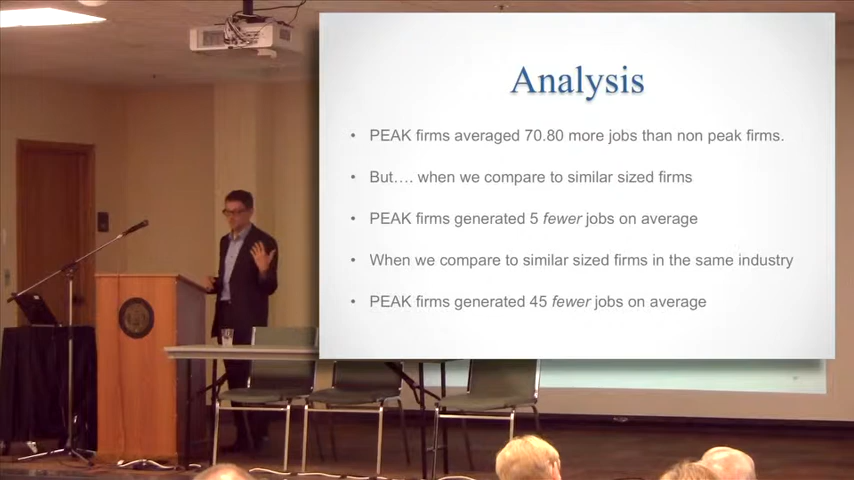 Analysis
• PEAK firms averaged 70.80 more jobs than non peak firms.
• But…. when we compare to similar sized firms
• PEAK firms generated 5 fewer jobs on average
• When we compare to similar sized firms in the same industry
• PEAK firms generated 45 fewer jobs on average